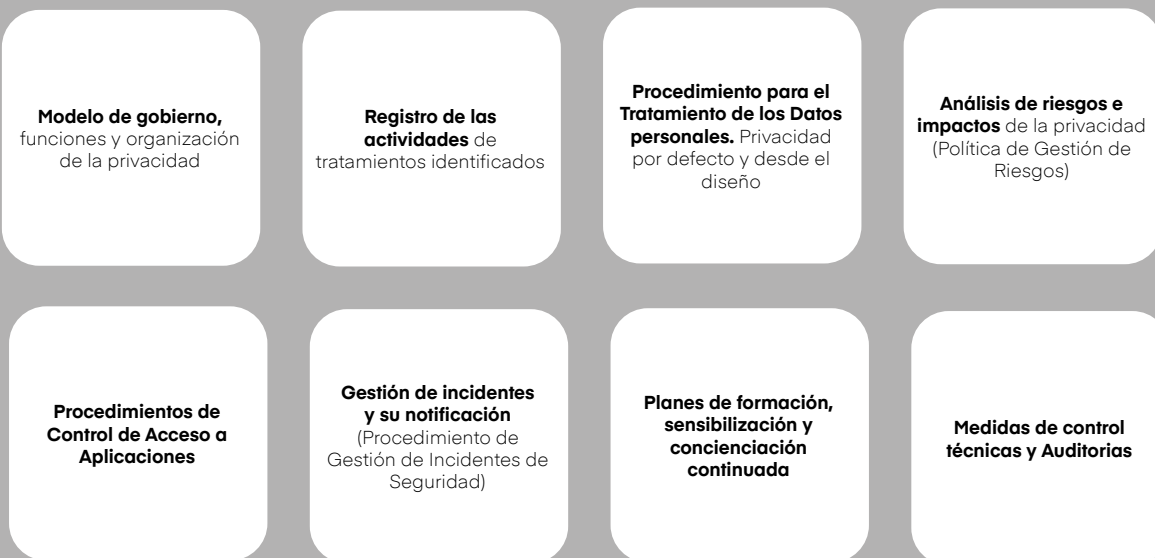 Modelo de gobierno,
funciones y organización
de la privacidad
Registro de las
actividades de
tratamientos identificados
Procedimiento para el
Tratamiento de los Datos
personales. Privacidad
por defecto y desde el
diseño
Análisis de riesgos e
impactos de la privacidad
(Política de Gestión de
Riesgos)
Procedimientos de
Control de Acceso a
Aplicaciones
Gestión de incidentes
y su notificación
(Procedimiento de
Gestión de Incidentes de
Seguridad)
Planes de formación,
sensibilización y
concienciación
continuada
Medidas de control
técnicas y Auditorias